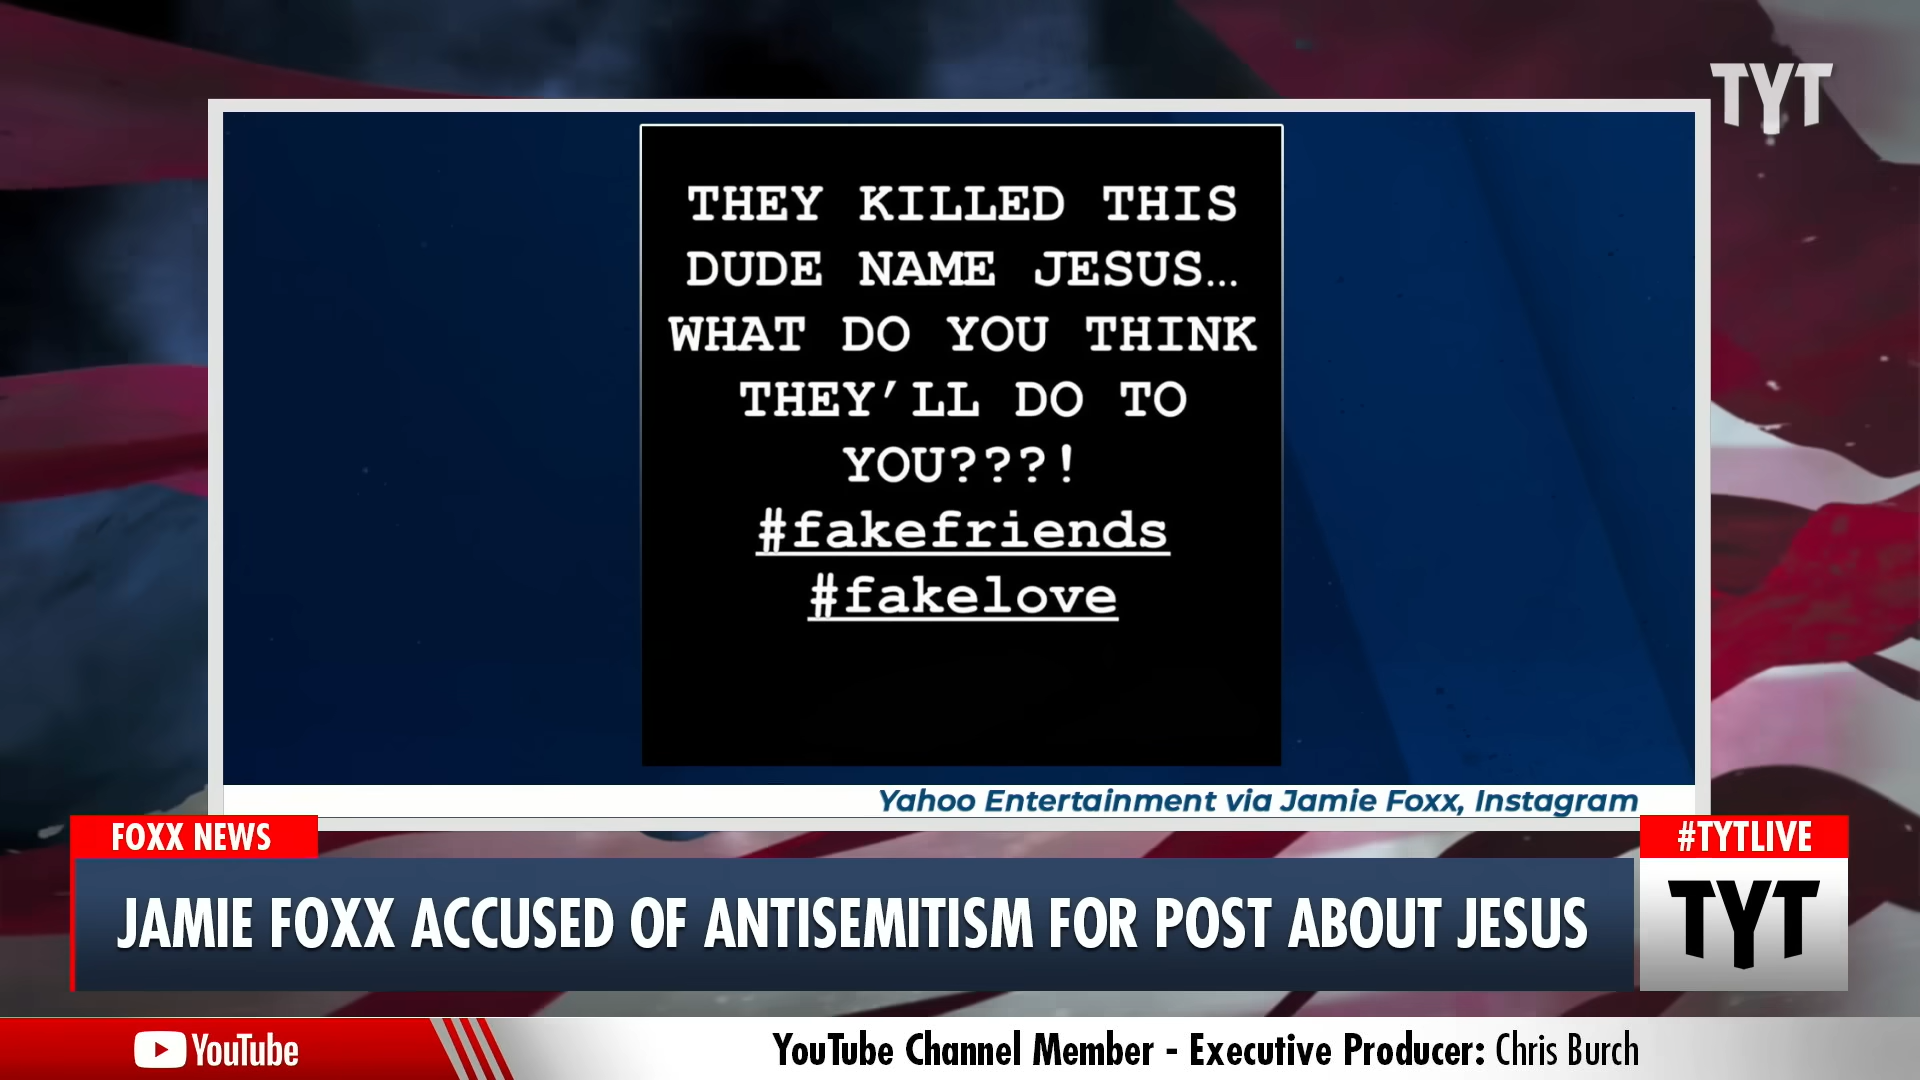 TYT
THEY KILLED THIS
DUDE NAME JESUS…
WHAT DO YOU THINK
THEY’LL DO TO
YOU???!
#fakefriends
#fakelove
Yahoo Entertainment via Jamie Foxx, Instagram
FOXX NEWS
#TYTLIVE
JAMIE FOXX ACCUSED OF ANTISEMITISM FOR POST ABOUT JESUS
TYT
YouTube
YouTube Channel Member - Executive Producer: Chris Burch